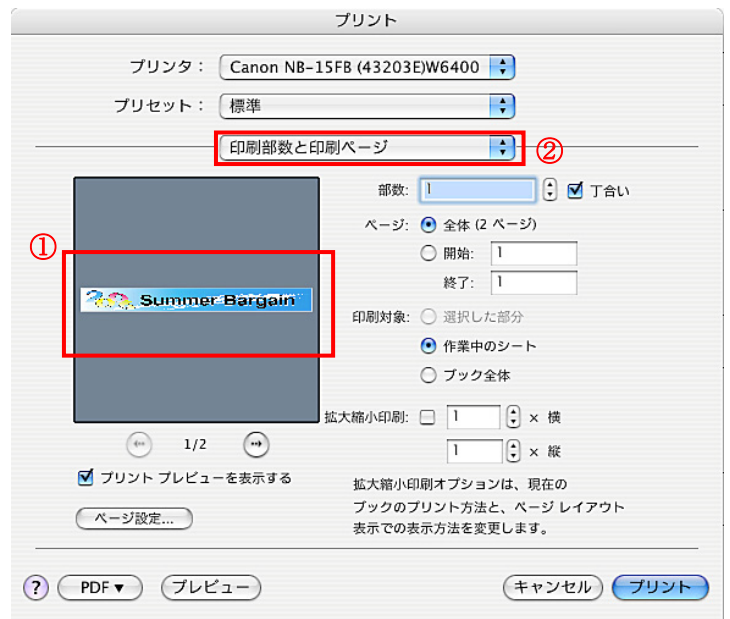 プリント
プリンタ： Canon NB-15FB (43203E)W6400
プリセット： 標準
印刷部数と印刷ページ ②
部数: 1 丁合い
ページ: 全体 (2 ページ)
① 開始: 1
終了: 1
Summer Bargain
印刷対象: 選択した部分
作業中のシート
ブック全体
拡大縮小印刷: 1 × 横
1/2 1 × 縦
プリント プレビューを表示する
拡大縮小印刷オプションは、現在の
ブックのプリント方法と、ページ レイアウト
表示での表示方法を変更します。
ページ設定...
? PDF▼ プレビュー キャンセル プリント